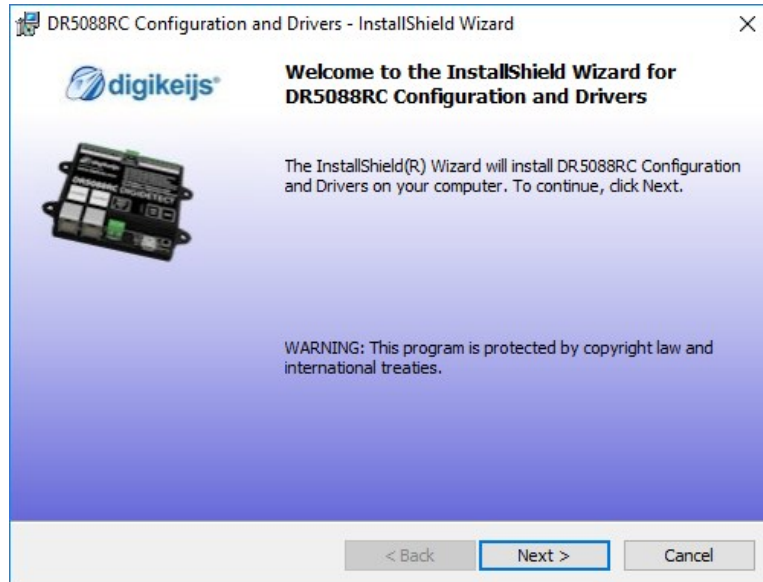 DR5088RC Configuration and Drivers - InstallShield Wizard
digikeijs®
Welcome to the InstallShield Wizard for
DR5088RC Configuration and Drivers
The InstallShield(R) Wizard will install DR5088RC Configuration
and Drivers on your computer. To continue, click Next.
DR5088RC DIGIDETECT
WARNING: This program is protected by copyright law and
international treaties.
< Back
Next >
Cancel